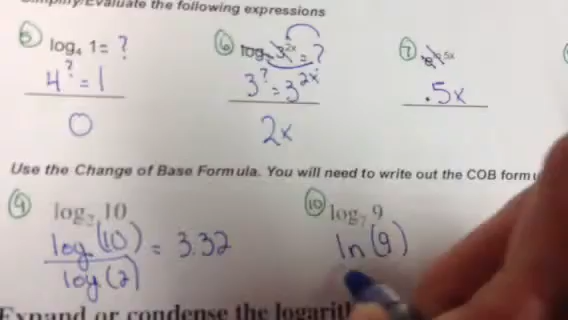 Simplify/Evaluate the following expressions
5 log₄ 1 = ?
4^? = 1
0
6 log₃ 3^2x = ?
3^? = 3^2x
2x
7 .5x
.5x
Use the Change of Base Formula. You will need to write out the COB form
9 log₂ 10
log(10) = 3.32
log(2)
10 log₇ 9
ln(9)
Expand or condense the logarit